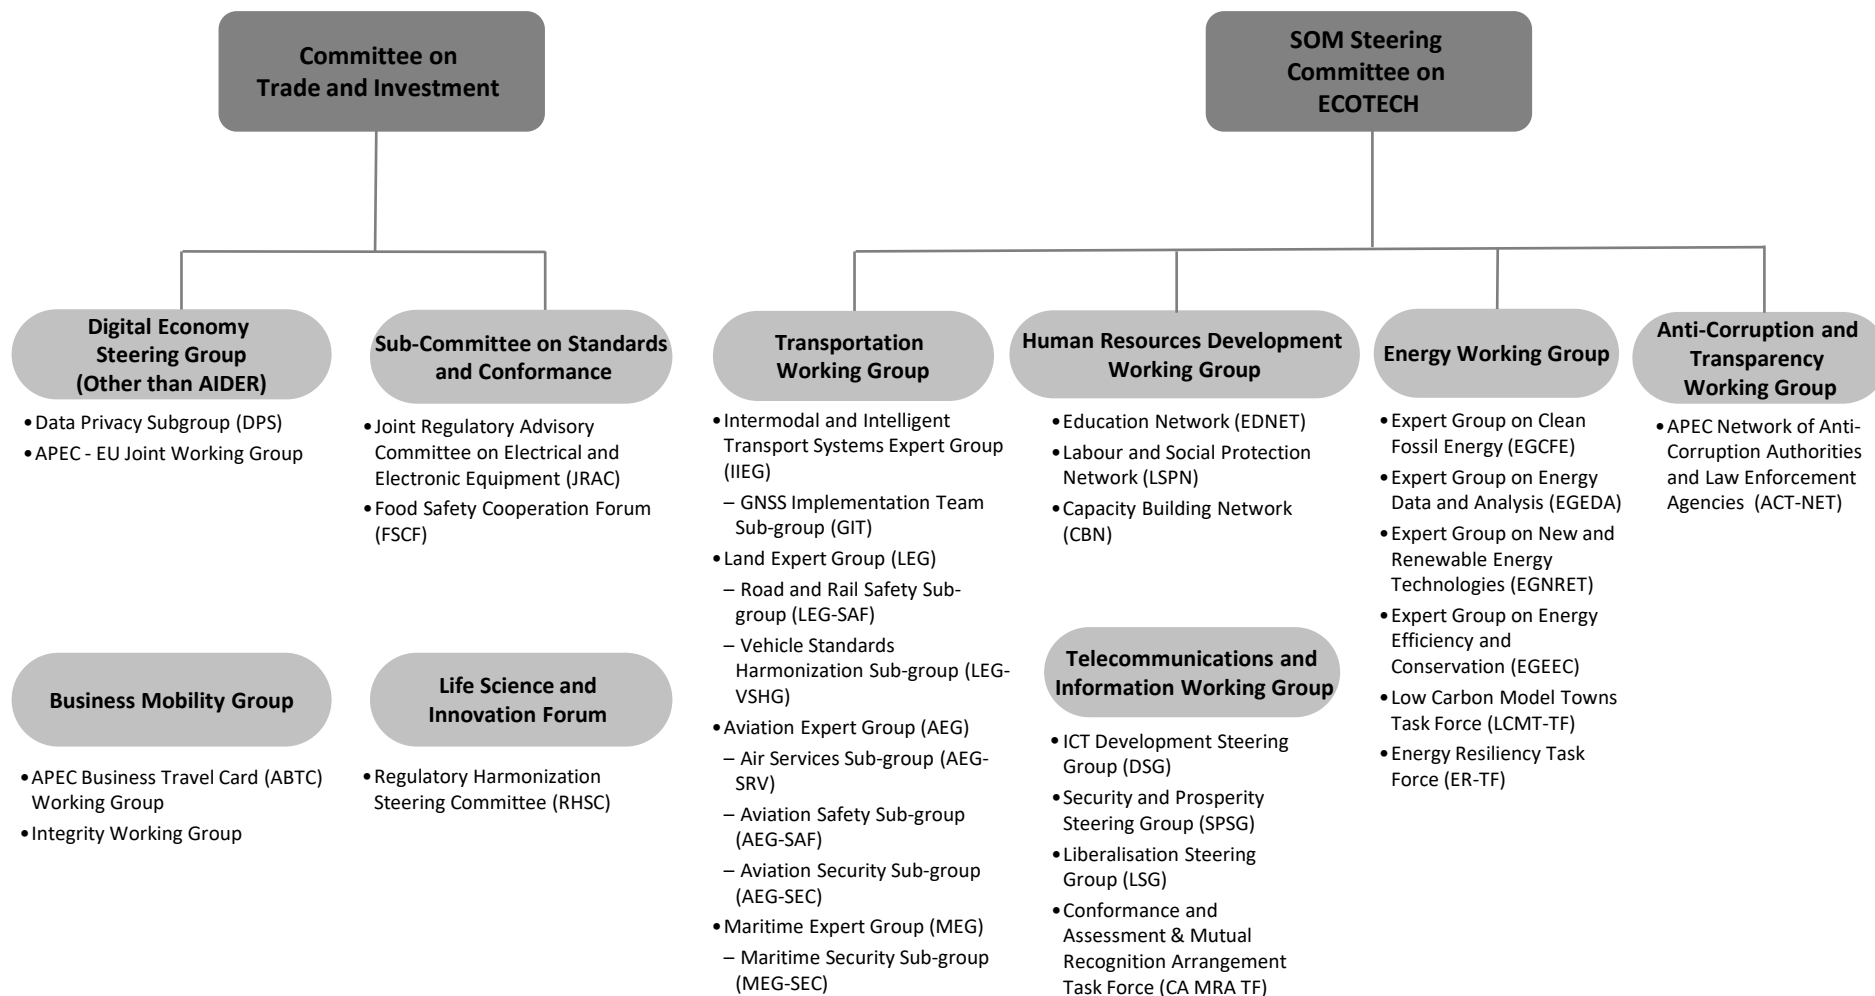 Committee on
Trade and Investment
SOM Steering
Committee on
ECOTECH
Digital Economy
Steering Group
(Other than AIDER)
•Data Privacy Subgroup (DPS)
•APEC - EU Joint Working Group
Sub-Committee on Standards
and Conformance
•Joint Regulatory Advisory
Committee on Electrical and
Electronic Equipment (JRAC)
•Food Safety Cooperation Forum
(FSCF)
Business Mobility Group
•APEC Business Travel Card (ABTC)
Working Group
•Integrity Working Group
Life Science and
Innovation Forum
•Regulatory Harmonization
Steering Committee (RHSC)
Transportation
Working Group
•Intermodal and Intelligent
Transport Systems Expert Group
(IIEG)
– GNSS Implementation Team
Sub-group (GIT)
•Land Expert Group (LEG)
– Road and Rail Safety Sub-
group (LEG-SAF)
– Vehicle Standards
Harmonization Sub-group (LEG-
VSHG)
•Aviation Expert Group (AEG)
– Air Services Sub-group (AEG-
SRV)
– Aviation Safety Sub-group
(AEG-SAF)
– Aviation Security Sub-group
(AEG-SEC)
•Maritime Expert Group (MEG)
– Maritime Security Sub-group
(MEG-SEC)
Human Resources Development
Working Group
•Education Network (EDNET)
•Labour and Social Protection
Network (LSPN)
•Capacity Building Network
(CBN)
Telecommunications and
Information Working Group
•ICT Development Steering
Group (DSG)
•Security and Prosperity
Steering Group (SPSG)
•Liberalisation Steering
Group (LSG)
•Conformance and
Assessment & Mutual
Recognition Arrangement
Task Force (CA MRA TF)
Energy Working Group
•Expert Group on Clean
Fossil Energy (EGCFE)
•Expert Group on Energy
Data and Analysis (EGEDA)
•Expert Group on New and
Renewable Energy
Technologies (EGNRET)
•Expert Group on Energy
Efficiency and
Conservation (EGEEC)
•Low Carbon Model Towns
Task Force (LCMT-TF)
•Energy Resiliency Task
Force (ER-TF)
Anti-Corruption and
Transparency
Working Group
•APEC Network of Anti-
Corruption Authorities
and Law Enforcement
Agencies (ACT-NET)